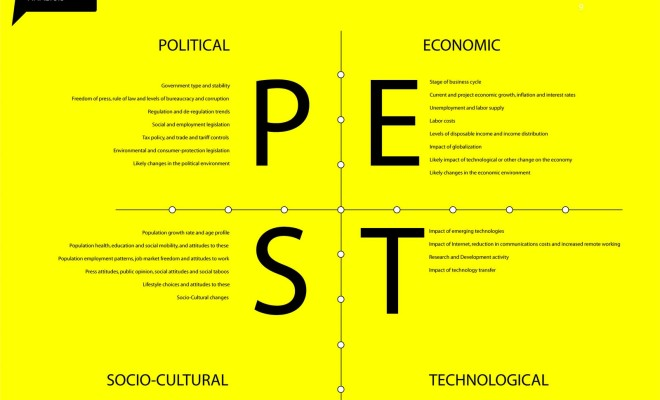 POLITICAL
Government type and stability
Freedom of press, rule of law and levels of bureaucracy and corruption
Regulation and de-regulation trends
Social and employment legislation
Tax policy, and trade and tariff controls
Environmental and consumer-protection legislation
Likely changes in the political environment
P
ECONOMIC
Stage of business cycle
Current and project economic growth, inflation and interest rates
Unemployment and labor supply
Labor costs
Levels of disposable income and income distribution
Impact of globalization
Likely impact of technological or other change on the economy
Likely changes in the economic environment
E
Population growth rate and age profile
Population health, education and social mobility, and attitudes to these
Population employment patterns, job market freedom and attitudes to work
Press attitudes, public opinion, social attitudes and social taboos
Lifestyle choices and attitudes to these
Socio-Cultural changes
S
SOCIO-CULTURAL
T
Impact of emerging technologies
Impact of Internet, reduction in communications costs and increased remote working
Research and Development activity
Impact of technology transfer
TECHNOLOGICAL